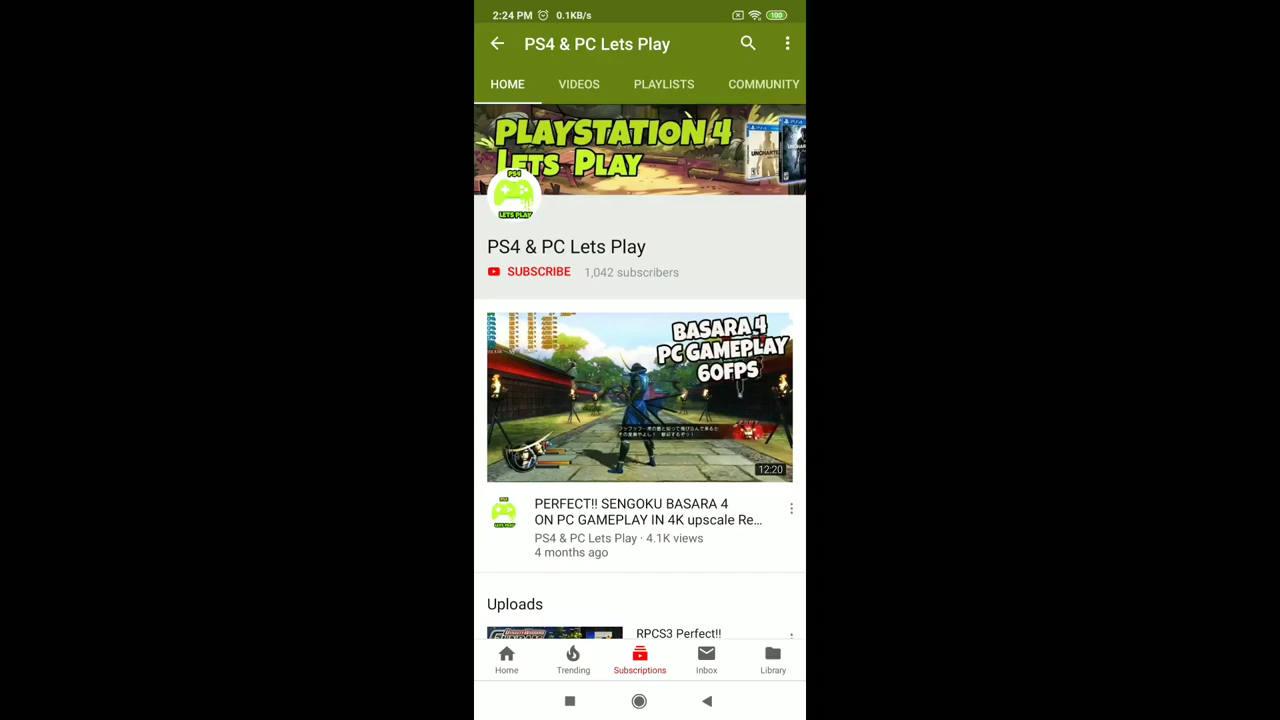 2:24 PM 0.1KB/s 100
PS4 & PC Lets Play
HOME VIDEOS PLAYLISTS COMMUNITY
PLAYSTATION 4
LETS PLAY
UNCHARTED
PS4
LETS PLAY
PS4 & PC Lets Play
SUBSCRIBE 1,042 subscribers
BASARA 4
PC GAMEPLAY
60FPS
12:20
PERFECT!! SENGOKU BASARA 4
ON PC GAMEPLAY IN 4K upscale Re...
PS4 & PC Lets Play · 4.1K views
4 months ago
Uploads
RPCS3 Perfect!!
Home Trending Subscriptions Inbox Library